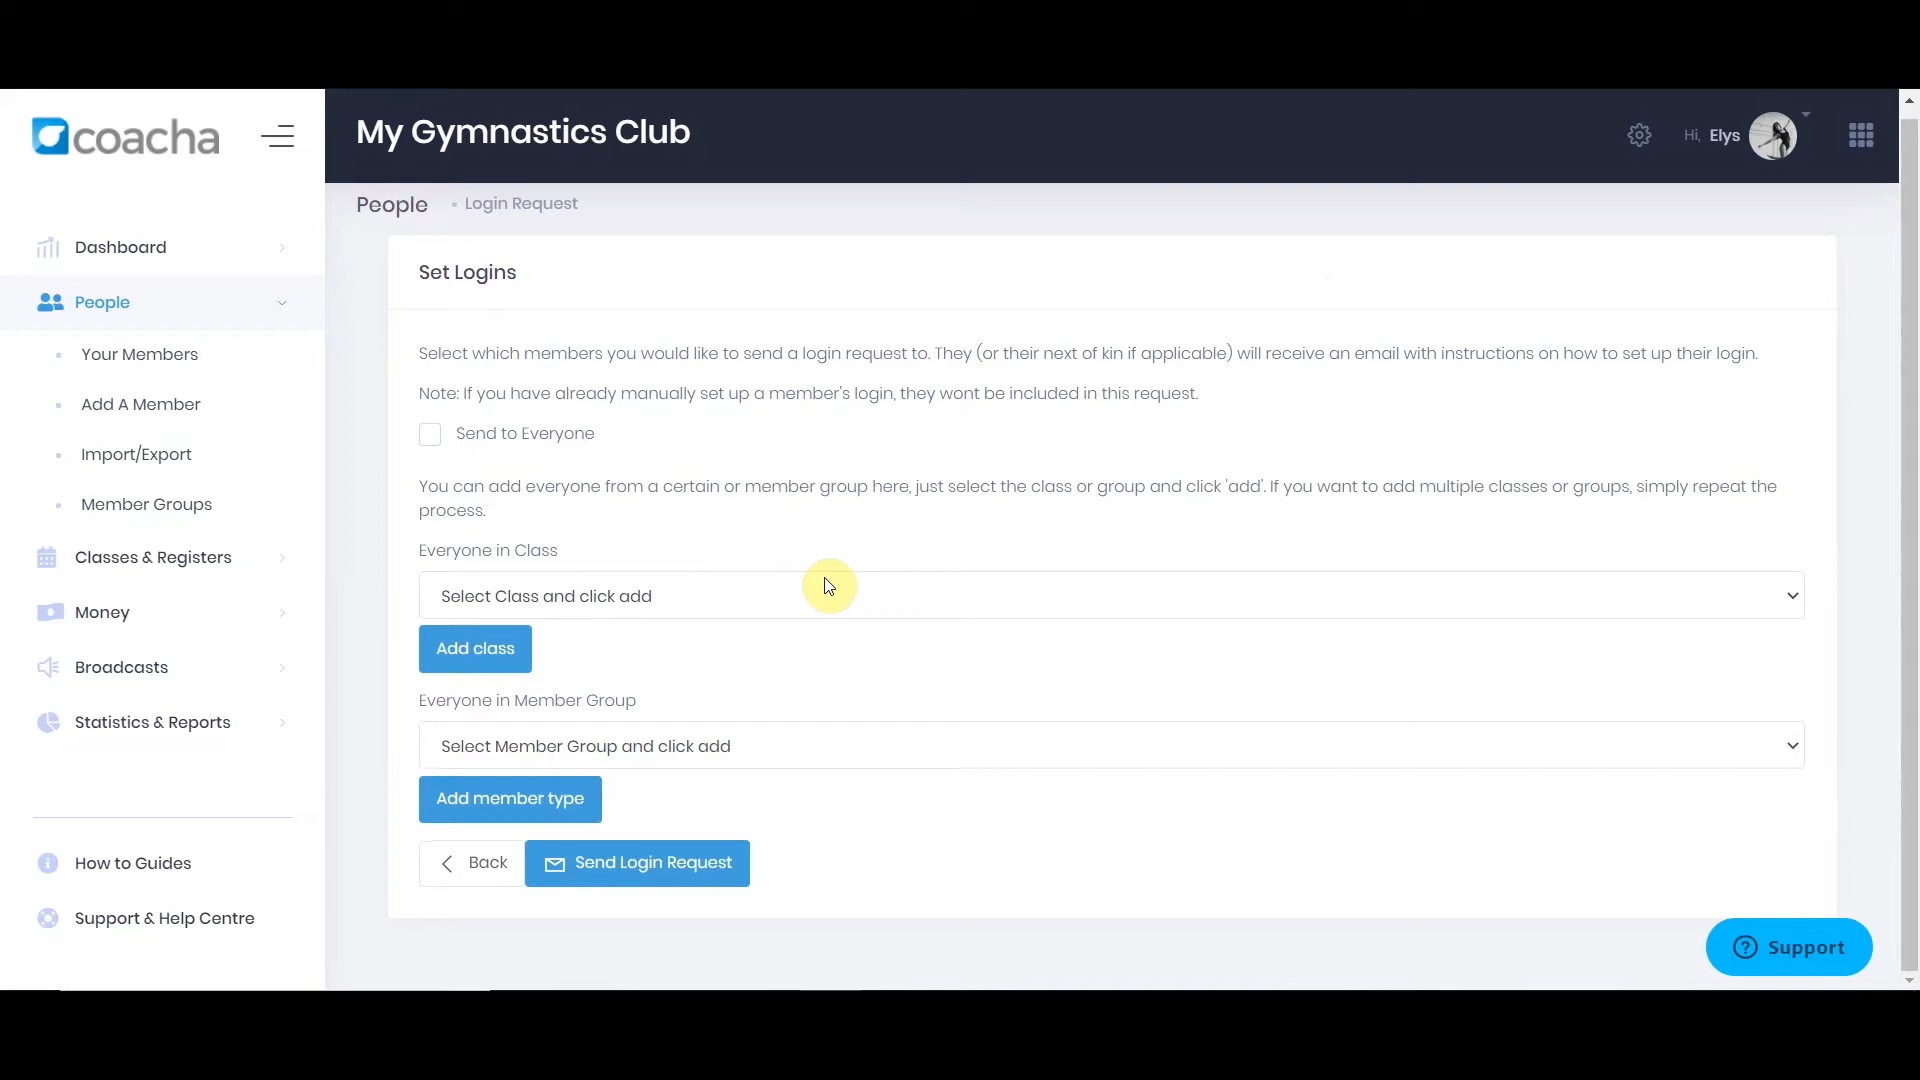 coacha
My Gymnastics Club
Hi, Elys
People • Login Request
Dashboard
People
Your Members
Add A Member
Import/Export
Member Groups
Classes & Registers
Money
Broadcasts
Statistics & Reports
How to Guides
Support & Help Centre
Set Logins
Select which members you would like to send a login request to. They (or their next of kin if applicable) will receive an email with instructions on how to set up their login.
Note: If you have already manually set up a member's login, they wont be included in this request.
Send to Everyone
You can add everyone from a certain or member group here, just select the class or group and click 'add'. If you want to add multiple classes or groups, simply repeat the
process.
Everyone in Class
Select Class and click add
Add class
Everyone in Member Group
Select Member Group and click add
Add member type
Back
Send Login Request
Support